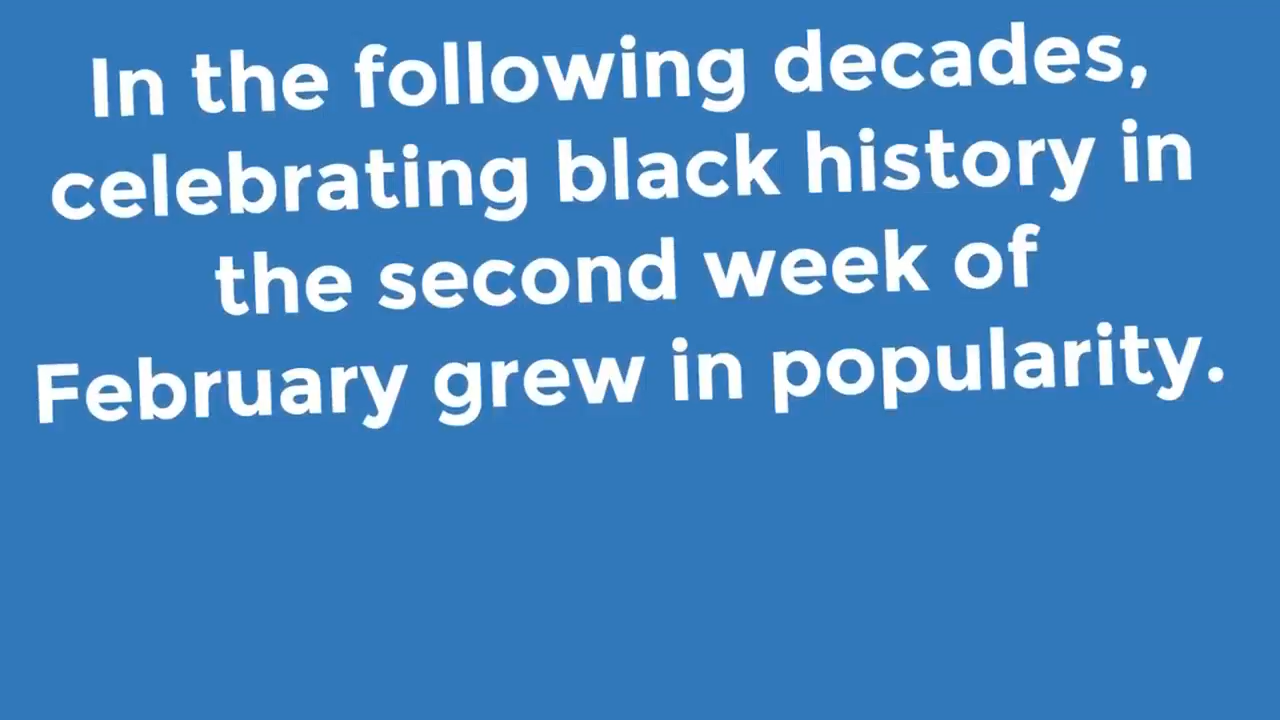 In the following decades,
celebrating black history in
the second week of
February grew in popularity.